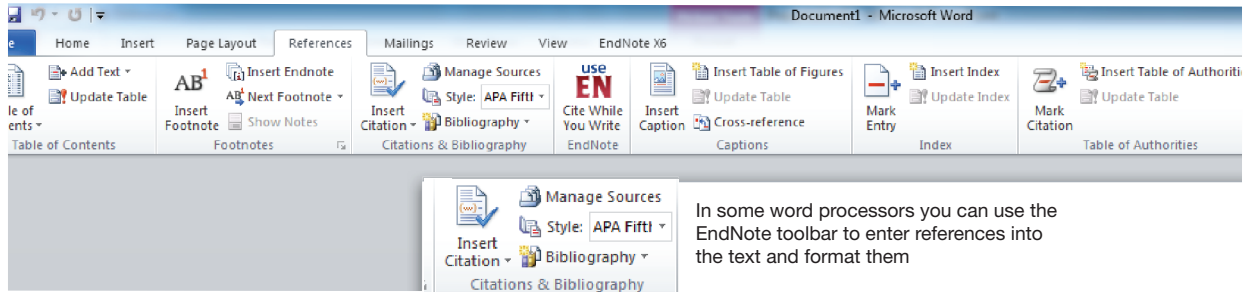 Document1 - Microsoft Word
e Home Insert Page Layout References Mailings Review View EndNote X6
Add Text
Update Table
le of
ents
Table of Contents
AB1
Insert
Footnote
Insert Endnote
AB Next Footnote
Show Notes
Footnotes
Insert
Citation
Manage Sources
Style: APA Fifth
Bibliography
Citations & Bibliography
use
EN
Cite While
You Write
EndNote
Insert
Caption
Insert Table of Figures
Update Table
Cross-reference
Captions
Mark
Entry
Insert Index
Update Index
Index
Mark
Citation
Insert Table of Authoriti
Update Table
Table of Authorities
Insert
Citation
Manage Sources
Style: APA Fifth
Bibliography
Citations & Bibliography
In some word processors you can use the
EndNote toolbar to enter references into
the text and format them